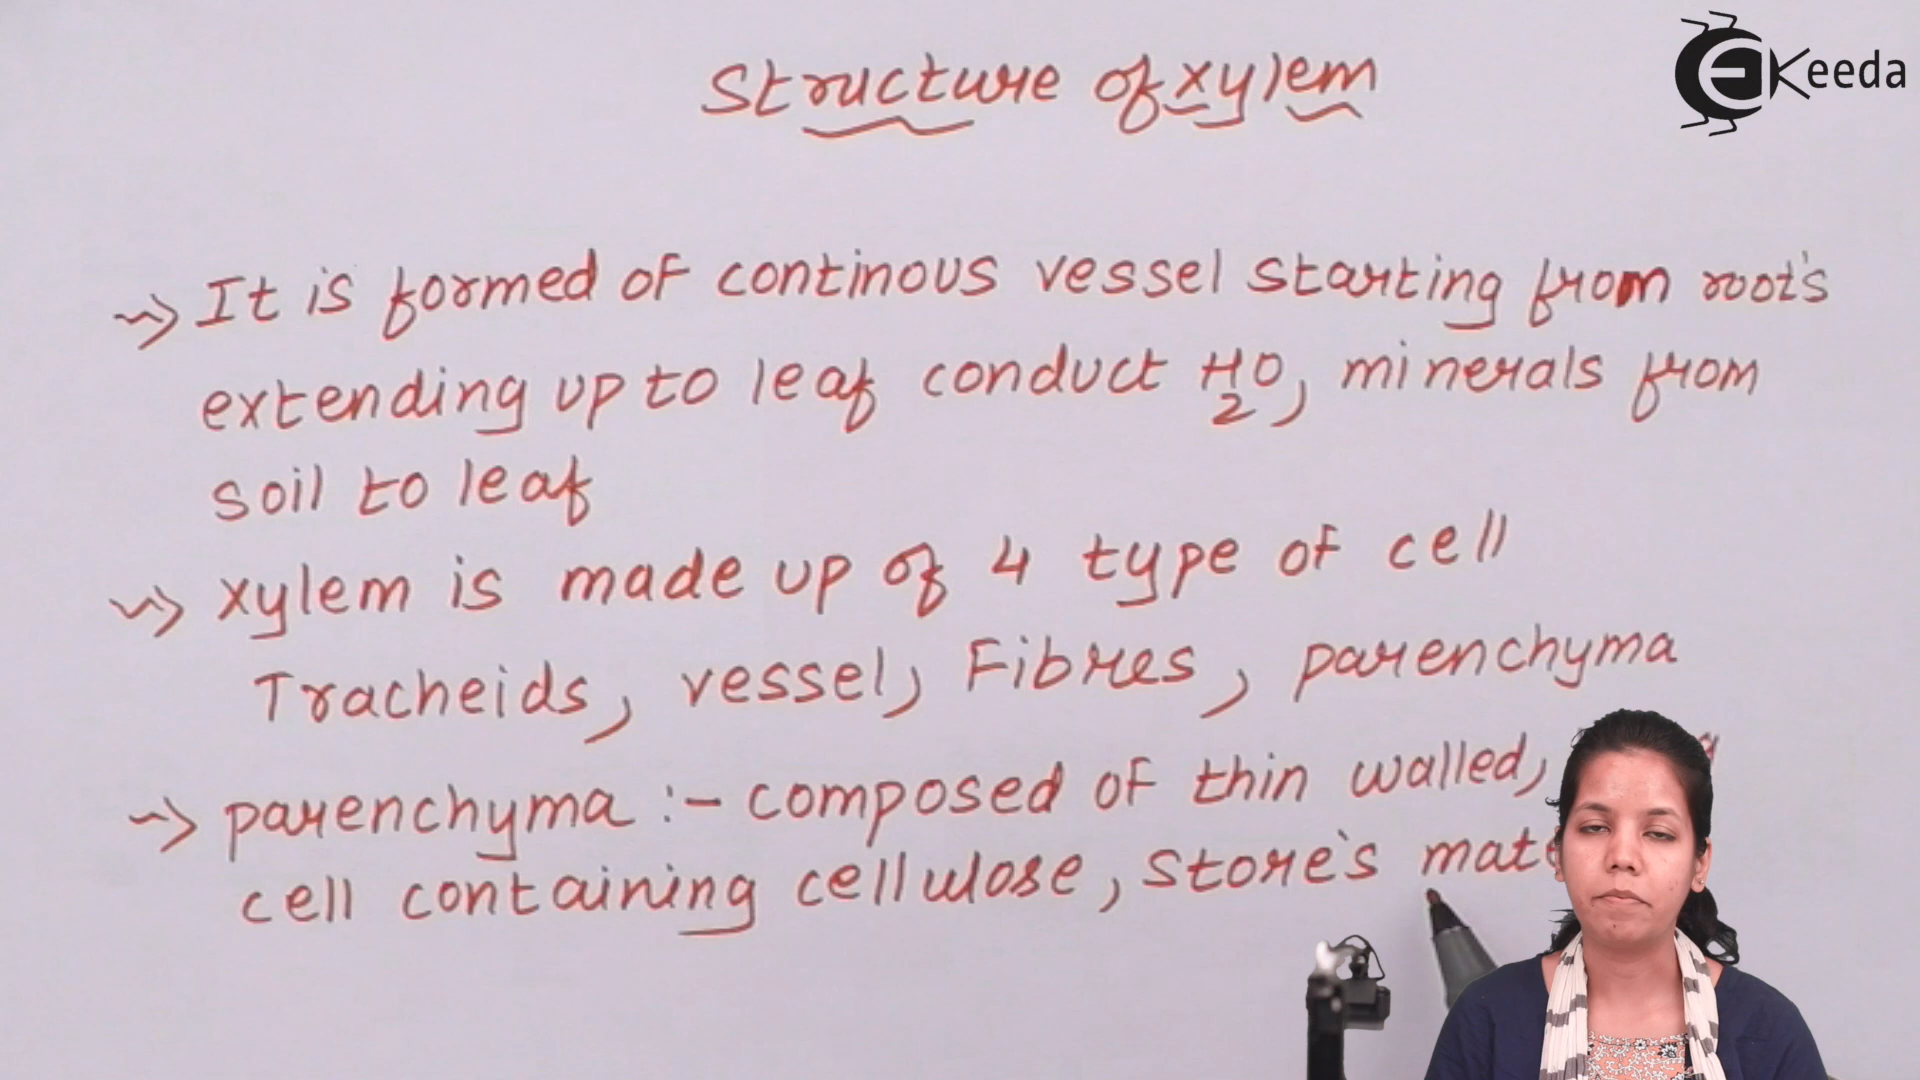 Structure of xylem
EKeeda
~> It is formed of continous vessel starting from root's
extending up to leaf conduct H2O, minerals from
soil to leaf
~> xylem is made up of 4 type of cell
Tracheids, vessel, Fibres, parenchyma
~> parenchyma :- composed of thin walled,
cell containing cellulose, store's